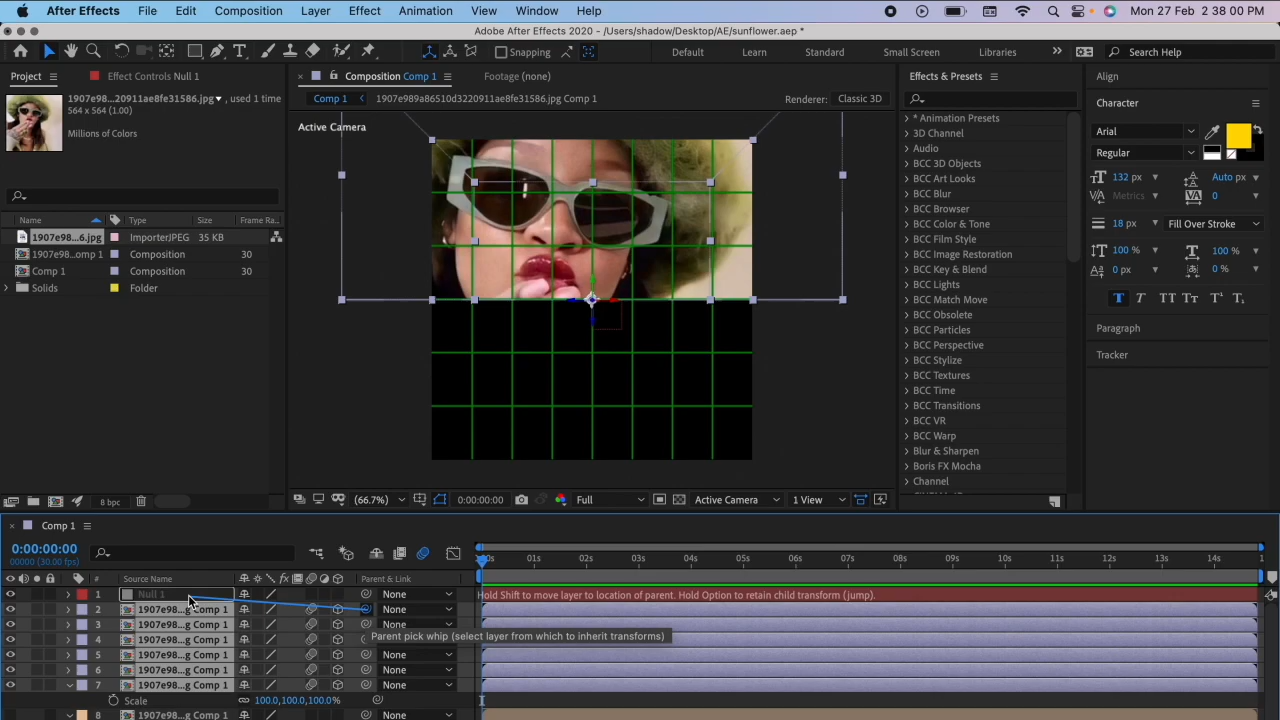 After Effects File Edit Composition Layer Effect Animation View Window Help Mon 27 Feb 2 38 00 PM
Adobe After Effects 2020 - /Users/shadow/Desktop/AE/sunflower.aep *
Snapping Default Learn Standard Small Screen Libraries Search Help
Project Effect Controls Null 1 Composition Comp 1 Footage (none) Effects & Presets Align
1907e98...20911ae8fe31586.jpg , used 1 time Comp 1 1907e989a86510d3220911ae8fe31586.jpg Comp 1 Renderer: Classic 3D Character
564 x 564 (1.00) Active Camera * Animation Presets
Millions of Colors 3D Channel Arial
Audio Regular
BCC 3D Objects
BCC Art Looks 132 px Auto px
BCC Blur Metrics 0
BCC Browser
Name Type Size Frame Ra.. BCC Color & Tone 18 px Fill Over Stroke
1907e98...6.jpg ImporterJPEG 35 KB BCC Film Style
1907e98..omp 1 Composition 30 BCC Image Restoration 100 % 100 %
Comp 1 Composition 30 BCC Key & Blend 0 px 0 %
Solids Folder BCC Lights
BCC Match Move T T TT Tr T¹ T₁
BCC Obsolete
BCC Particles Paragraph
BCC Perspective
BCC Stylize Tracker
BCC Textures
BCC Time
BCC Transitions
BCC VR
BCC Warp
Blur & Sharpen
Boris FX Mocha
Channel
8 bpc (66.7%) 0:00:00:00 Full Active Camera 1 View
Comp 1
0:00:00:00
00000 (30.00 fps) 01s 02s 03s 04s 05s 06s 07s 08s 09s 10s 11s 12s 13s 14s
# Source Name fx Parent & Link
1 Null 1 None Hold Shift to move layer to location of parent. Hold Option to retain child transform (jump).
2 1907e98...g Comp 1 None
3 1907e98...g Comp 1 None
4 1907e98...g Comp 1 Parent pick whip (select layer from which to inherit transforms)
5 1907e98...g Comp 1 None
6 1907e98...g Comp 1 None
7 1907e98...g Comp 1 None
Scale 100.0,100.0,100.0%
8 1907e98...g Comp 1 None